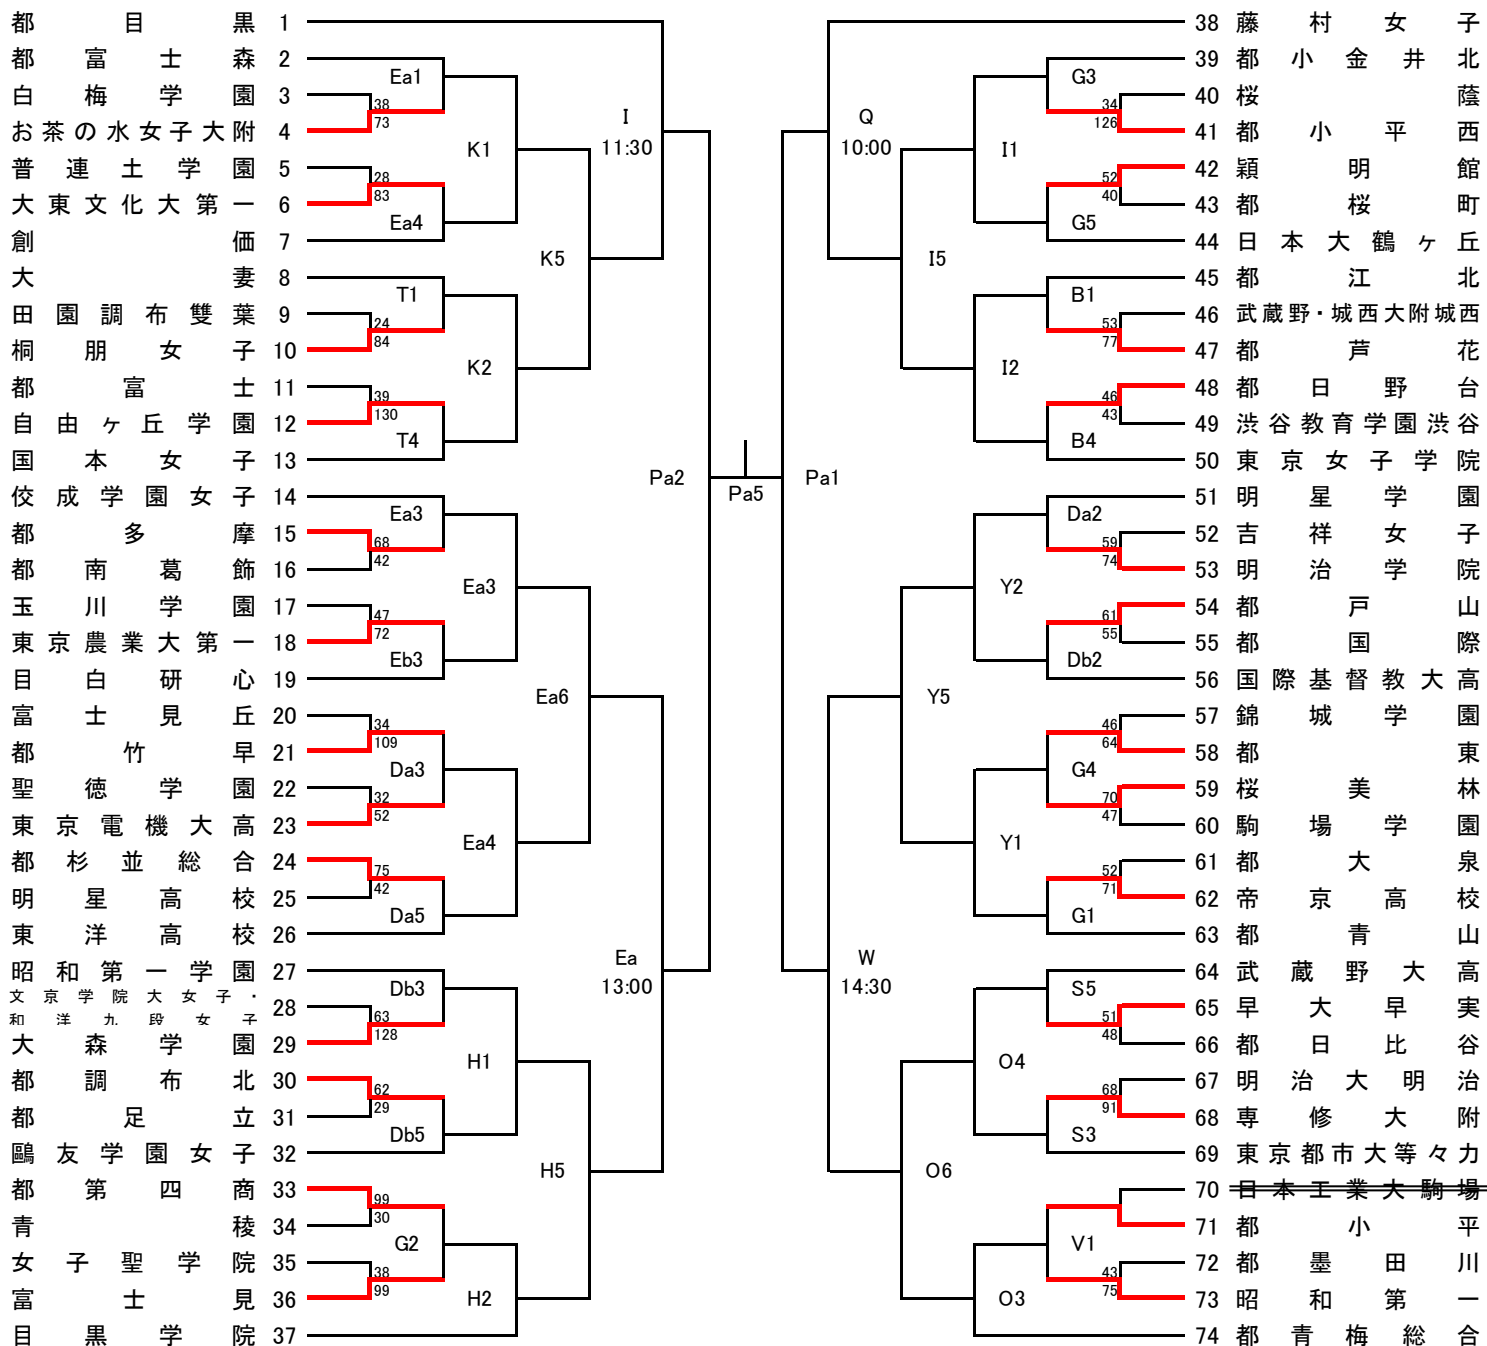 都目黒 1
都富士森 2
白梅学園 3
お茶の水女子大附 4
普連土学園 5
大東文化大第一 6
創価 7
大妻 8
田園調布雙葉 9
桐朋女子 10
都富士 11
自由ヶ丘学園 12
国本女子 13
佼成学園女子 14
都多摩 15
都南葛飾 16
玉川学園 17
東京農業大第一 18
目白研心 19
富士見丘 20
都竹早 21
聖徳学園 22
東京電機大高 23
都杉並総合 24
明星高校 25
東洋高校 26
昭和第一学園 27
文京学院大女子・
和洋九段女子 28
大森学園 29
都調布北 30
都足立 31
鷗友学園女子 32
都第四商 33
青稜 34
女子聖学院 35
富士見 36
目黒学院 37
Ea1
38
73
28
83
Ea4
T1
24
84
39
130
T4
Ea3
68
42
47
72
Eb3
34
109
Da3
32
52
75
42
Da5
Db3
63
128
62
29
Db5
99
30
G2
38
99
K1
K2
Ea3
Ea4
H1
H2
K5
Ea6
H5
I
11:30
Ea
13:00
Pa2
Pa5
Pa1
Q
10:00
W
14:30
I5
Y5
O6
I1
I2
Y2
Y1
O4
O3
G3
34
126
52
40
G5
B1
53
77
46
43
B4
Da2
59
74
61
55
Db2
46
64
G4
70
47
52
71
G1
S5
51
48
68
91
S3
V1
43
75
38 藤村女子
39 都小金井北
40 桜蔭
41 都小平西
42 穎明館
43 都桜町
44 日本大鶴ヶ丘
45 都江北
46 武蔵野・城西大附城西
47 都芦花
48 都日野台
49 渋谷教育学園渋谷
50 東京女子学院
51 明星学園
52 吉祥女子
53 明治学院
54 都戸山
55 都国際
56 国際基督教大高
57 錦城学園
58 都東
59 桜美林
60 駒場学園
61 都大泉
62 帝京高校
63 都青山
64 武蔵野大高
65 早大早実
66 都日比谷
67 明治大明治
68 専修大附
69 東京都市大等々力
70 日本工業大駒場
71 都小平
72 都墨田川
73 昭和第一
74 都青梅総合